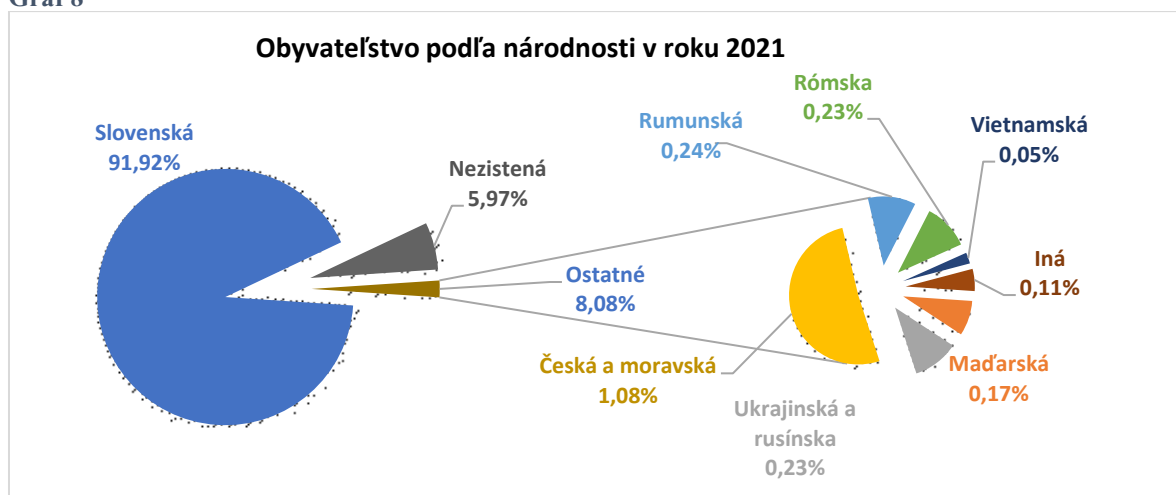 Graf 8
Obyvateľstvo podľa národnosti v roku 2021
Slovenská
91,92%
Nezistená
5,97%
Ostatné
8,08%
Česká a moravská
1,08%
Rumunská
0,24%
Rómska
0,23%
Vietnamská
0,05%
Iná
0,11%
Maďarská
0,17%
Ukrajinská a
rusínska
0,23%